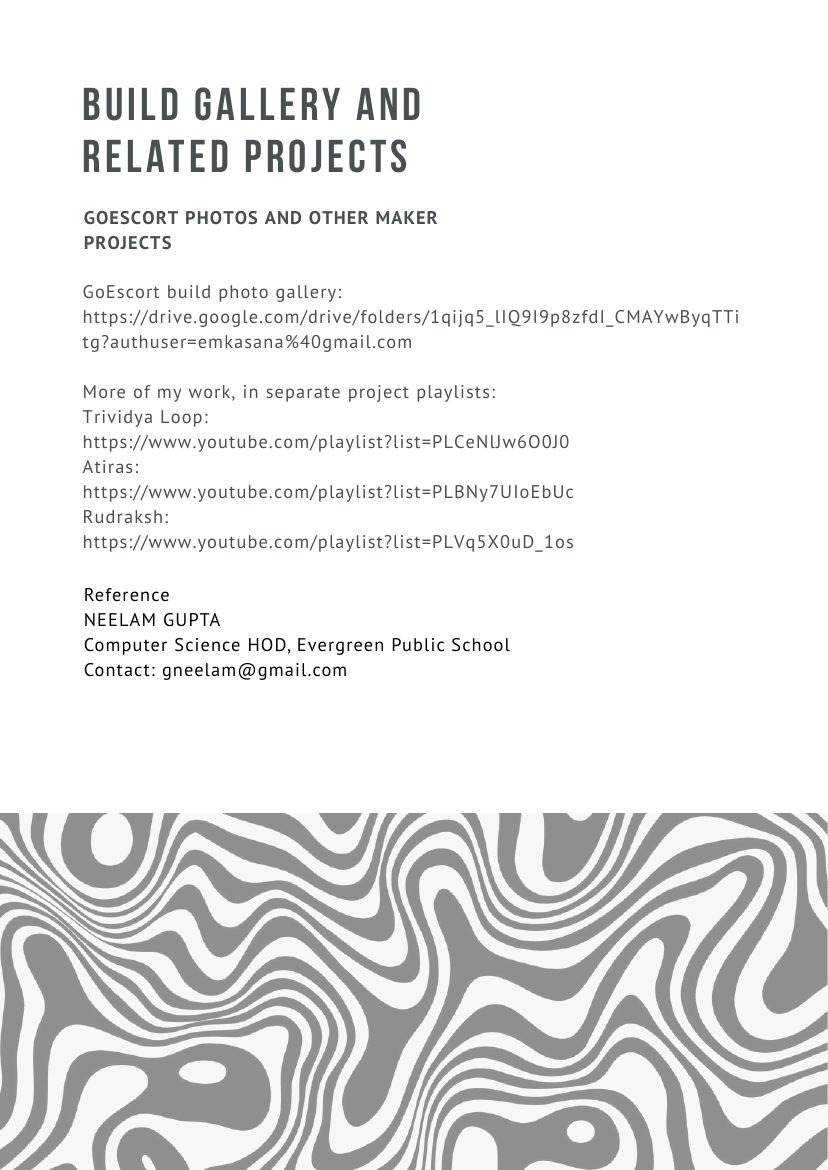 BUILD GALLERY AND
RELATED PROJECTS
GOESCORT PHOTOS AND OTHER MAKER
PROJECTS
GoEscort build photo gallery:
https://drive.google.com/drive/folders/1qijq5_lIQ9I9p8zfdI_CMAYwByqTTi
tg?authuser=emkasana%40gmail.com
More of my work, in separate project playlists:
Trividya Loop:
https://www.youtube.com/playlist?list=PLCeNlJw6O0J0
Atiras:
https://www.youtube.com/playlist?list=PLBNy7UIoEbUc
Rudraksh:
https://www.youtube.com/playlist?list=PLVq5X0uD_1os
Reference
NEELAM GUPTA
Computer Science HOD, Evergreen Public School
Contact: gneelam@gmail.com